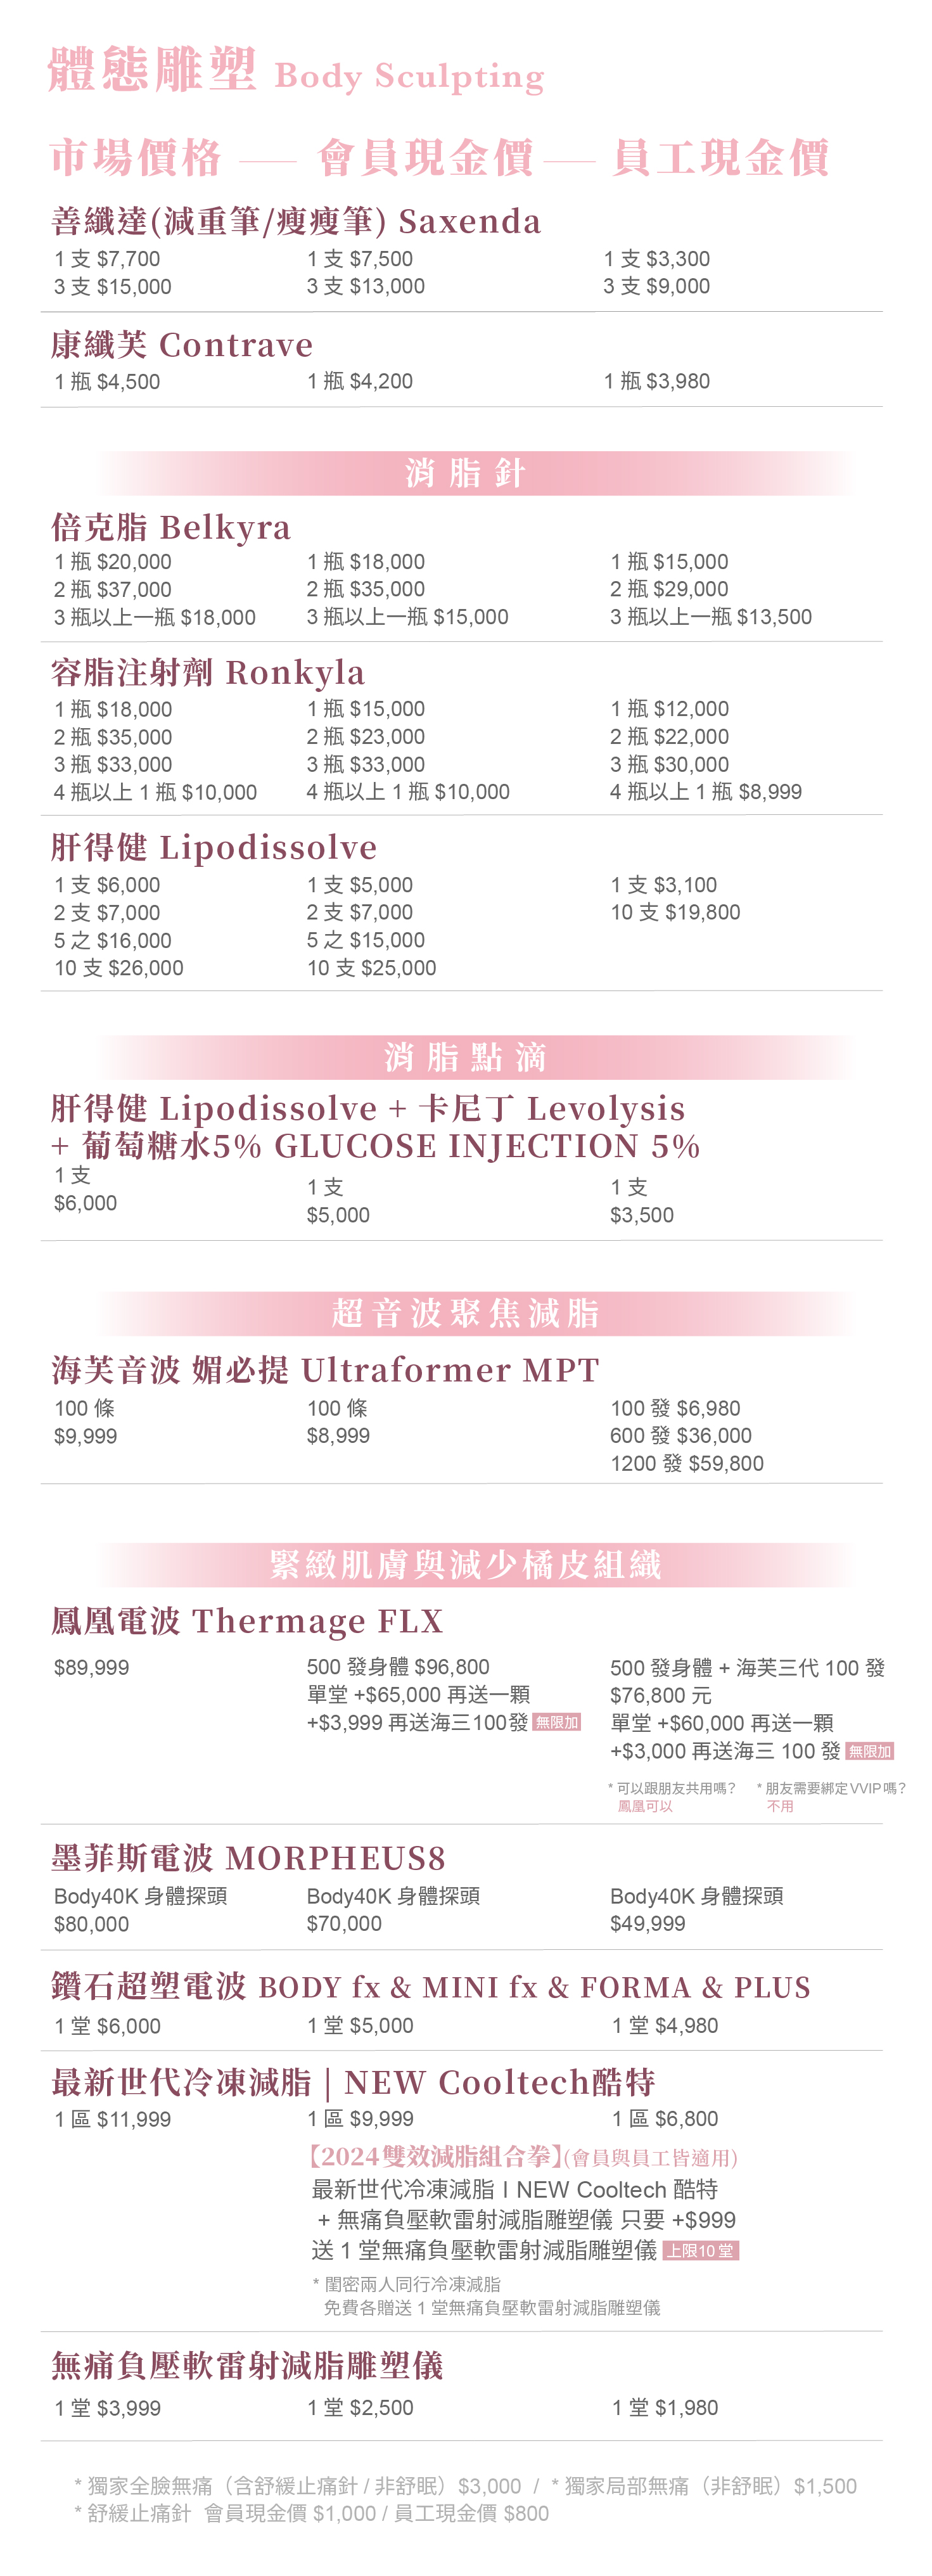 體態雕塑 Body Sculpting
市場價格 — 會員現金價 — 員工現金價
善纖達(減重筆/瘦瘦筆) Saxenda
1 支 $7,700 1 支 $7,500 1 支 $3,300
3 支 $15,000 3 支 $13,000 3 支 $9,000
康纖芙 Contrave
1 瓶 $4,500 1 瓶 $4,200 1 瓶 $3,980
消脂針
倍克脂 Belkyra
1 瓶 $20,000 1 瓶 $18,000 1 瓶 $15,000
2 瓶 $37,000 2 瓶 $35,000 2 瓶 $29,000
3 瓶以上一瓶 $18,000 3 瓶以上一瓶 $15,000 3 瓶以上一瓶 $13,500
容脂注射劑 Ronkyla
1 瓶 $18,000 1 瓶 $15,000 1 瓶 $12,000
2 瓶 $35,000 2 瓶 $23,000 2 瓶 $22,000
3 瓶 $33,000 3 瓶 $33,000 3 瓶 $30,000
4 瓶以上 1 瓶 $10,000 4 瓶以上 1 瓶 $10,000 4 瓶以上 1 瓶 $8,999
肝得健 Lipodissolve
1 支 $6,000 1 支 $5,000 1 支 $3,100
2 支 $7,000 2 支 $7,000 10 支 $19,800
5 之 $16,000 5 之 $15,000
10 支 $26,000 10 支 $25,000
消脂點滴
肝得健 Lipodissolve + 卡尼丁 Levolysis
+ 葡萄糖水5% GLUCOSE INJECTION 5%
1 支 1 支 1 支
$6,000 $5,000 $3,500
超音波聚焦減脂
海芙音波 媚必提 Ultraformer MPT
100 條 100 條 100 發 $6,980
$9,999 $8,999 600 發 $36,000
1200 發 $59,800
緊緻肌膚與減少橘皮組織
鳳凰電波 Thermage FLX
$89,999 500 發身體 $96,800 500 發身體 + 海芙三代 100 發
單堂 +$65,000 再送一顆 $76,800 元
+$3,999 再送海三100發 無限加 單堂 +$60,000 再送一顆
+$3,000 再送海三 100 發 無限加
* 可以跟朋友共用嗎? * 朋友需要綁定VVIP嗎?
鳳凰可以 不用
墨菲斯電波 MORPHEUS8
Body40K 身體探頭 Body40K 身體探頭 Body40K 身體探頭
$80,000 $70,000 $49,999
鑽石超塑電波 BODY fx & MINI fx & FORMA & PLUS
1 堂 $6,000 1 堂 $5,000 1 堂 $4,980
最新世代冷凍減脂 | NEW Cooltech酷特
1 區 $11,999 1 區 $9,999 1 區 $6,800
【2024雙效減脂組合拳】(會員與員工皆適用)
最新世代冷凍減脂 I NEW Cooltech 酷特
+ 無痛負壓軟雷射減脂雕塑儀 只要 +$999
送 1 堂無痛負壓軟雷射減脂雕塑儀 上限10堂
* 閨密兩人同行冷凍減脂
免費各贈送 1 堂無痛負壓軟雷射減脂雕塑儀
無痛負壓軟雷射減脂雕塑儀
1 堂 $3,999 1 堂 $2,500 1 堂 $1,980
* 獨家全臉無痛（含舒緩止痛針 / 非舒眠）$3,000 / * 獨家局部無痛（非舒眠）$1,500
* 舒緩止痛針 會員現金價 $1,000 / 員工現金價 $800